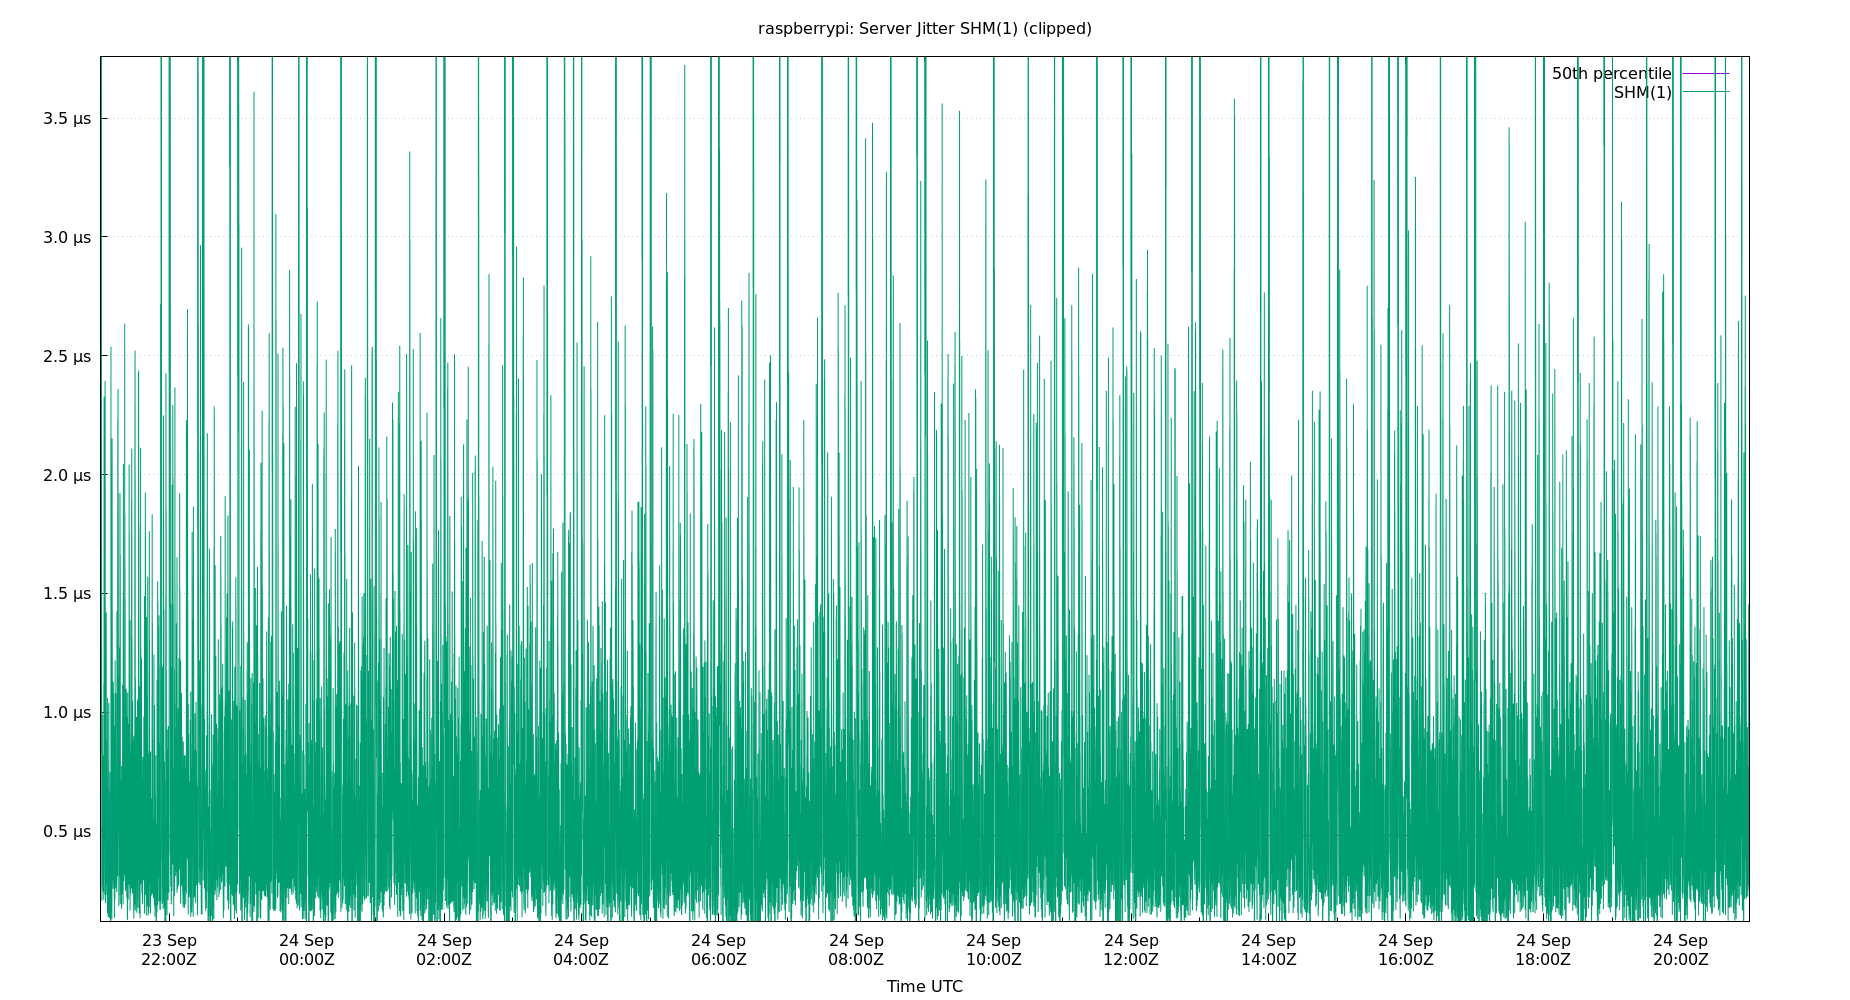 raspberrypi: Server Jitter SHM(1) (clipped)
50th percentile
SHM(1)
3.5 µs
3.0 µs
2.5 µs
2.0 µs
1.5 µs
1.0 µs
0.5 µs
23 Sep 24 Sep 24 Sep 24 Sep 24 Sep 24 Sep 24 Sep 24 Sep 24 Sep 24 Sep 24 Sep 24 Sep
22:00Z 00:00Z 02:00Z 04:00Z 06:00Z 08:00Z 10:00Z 12:00Z 14:00Z 16:00Z 18:00Z 20:00Z
Time UTC